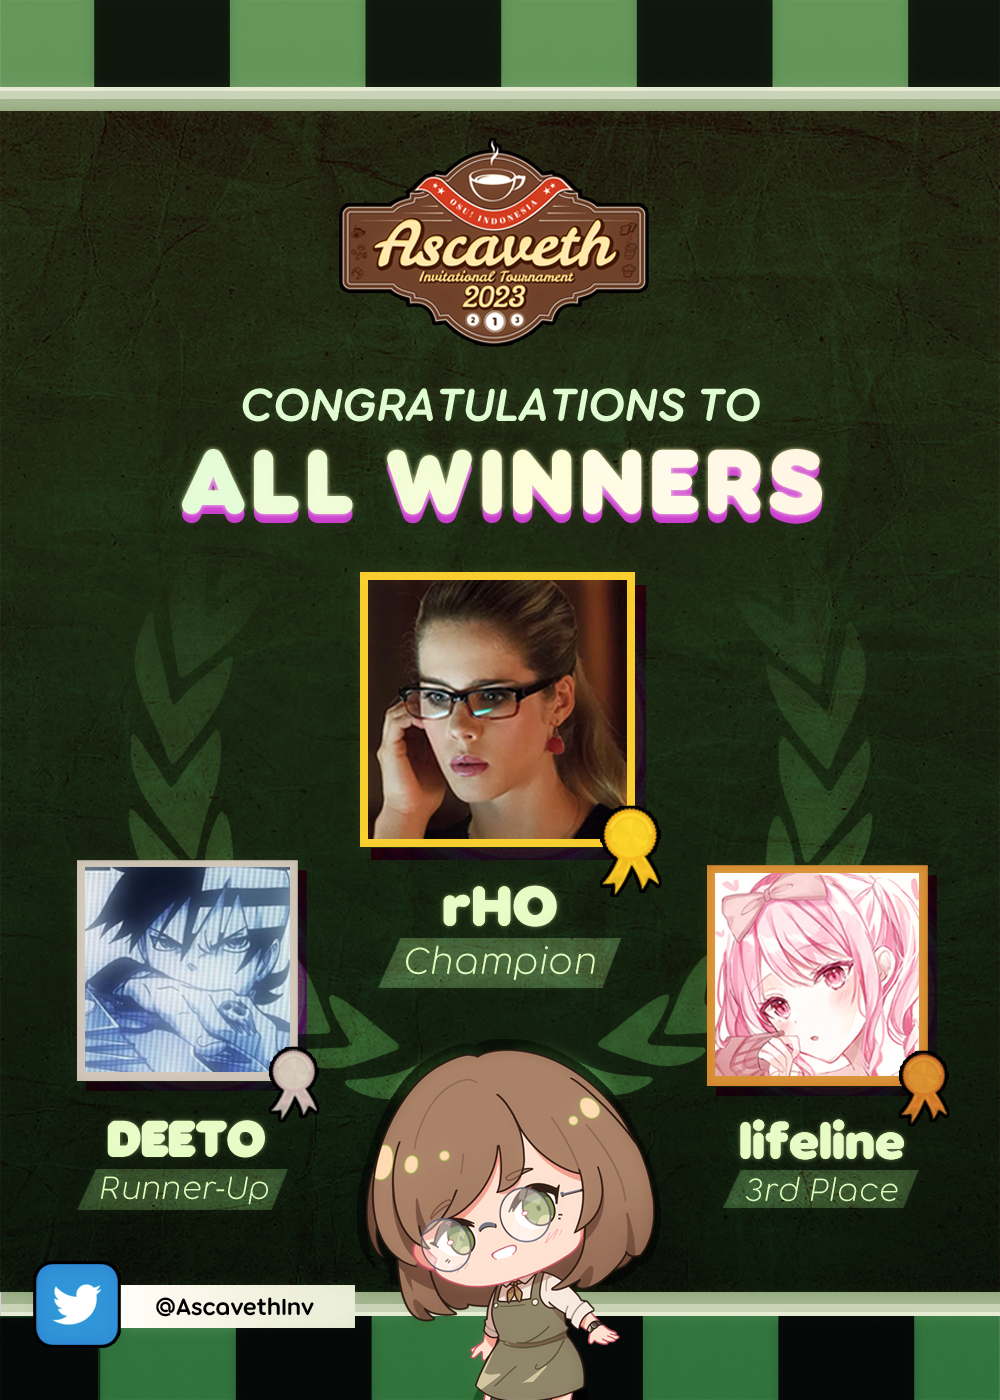 OSU! INDONESIA
Ascaveth
Invitational Tournament
2023
2 1 3
CONGRATULATIONS TO
ALL WINNERS
rHO
Champion
DEETO
Runner-Up
lifeline
3rd Place
@AscavethInv